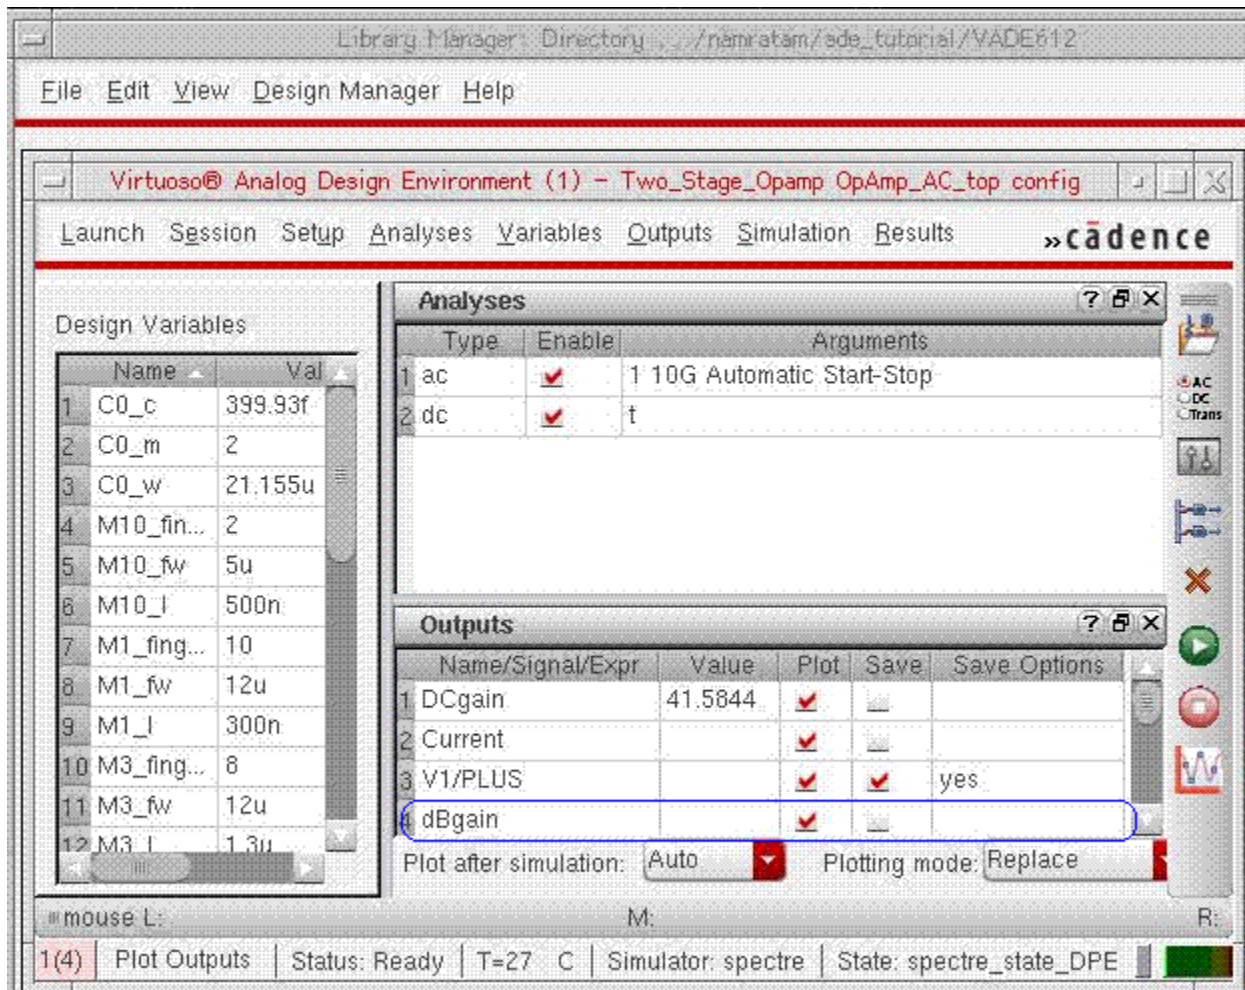 Library Manager: Directory ... /namratam/ade_tutorial/VADE612
File Edit View Design Manager Help
Virtuoso® Analog Design Environment (1) - Two_Stage_Opamp OpAmp_AC_top config
Launch Session Setup Analyses Variables Outputs Simulation Results cādence
Design Variables
Name Val
1 C0_c 399.93f
2 C0_m 2
3 C0_w 21.155u
4 M10_fin... 2
5 M10_fw 5u
6 M10_l 500n
7 M1_fing... 10
8 M1_fw 12u
9 M1_l 300n
10 M3_fing... 8
11 M3_fw 12u
12 M3_l 1.3u
Analyses
Type Enable Arguments
1 ac 1 10G Automatic Start-Stop
2 dc t
Outputs
Name/Signal/Expr Value Plot Save Save Options
1 DCgain 41.5844
2 Current
3 V1/PLUS yes
4 dBgain
Plot after simulation: Auto Plotting mode: Replace
AC
DC
Trans
mouse L: M: R:
1(4) Plot Outputs Status: Ready T=27 C Simulator: spectre State: spectre_state_DPE